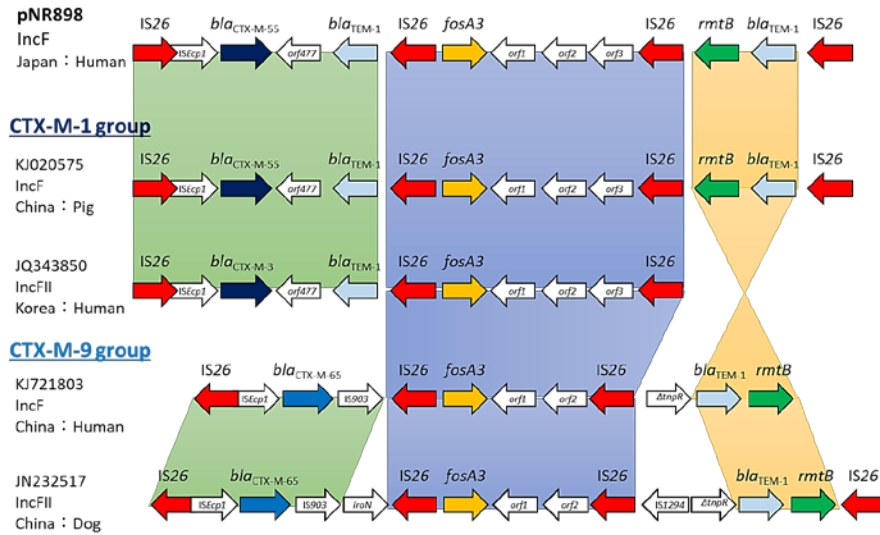 pNR898
IncF
Japan：Human
IS26 blaCTX-M-55 blaTEM-1 IS26 fosA3 IS26 rmtB blaTEM-1 IS26
ISEcp1 orf477 orf1 orf2 orf3
CTX-M-1 group
KJ020575
IncF
China：Pig
IS26 blaCTX-M-55 blaTEM-1 IS26 fosA3 IS26 rmtB blaTEM-1 IS26
ISEcp1 orf477 orf1 orf2 orf3
JQ343850
IncFII
Korea：Human
IS26 blaCTX-M-3 blaTEM-1 IS26 fosA3 IS26
ISEcp1 orf477 orf1 orf2 orf3
CTX-M-9 group
KJ721803
IncF
China：Human
IS26 blaCTX-M-65 IS26 fosA3 IS26 blaTEM-1 rmtB
ISEcp1 IS903 orf1 orf2 ΔtnpR
JN232517
IncFII
China：Dog
IS26 blaCTX-M-65 IS26 fosA3 IS26 blaTEM-1 rmtB IS26
ISEcp1 IS903 iroN orf1 orf2 IS1294 ΔtnpR